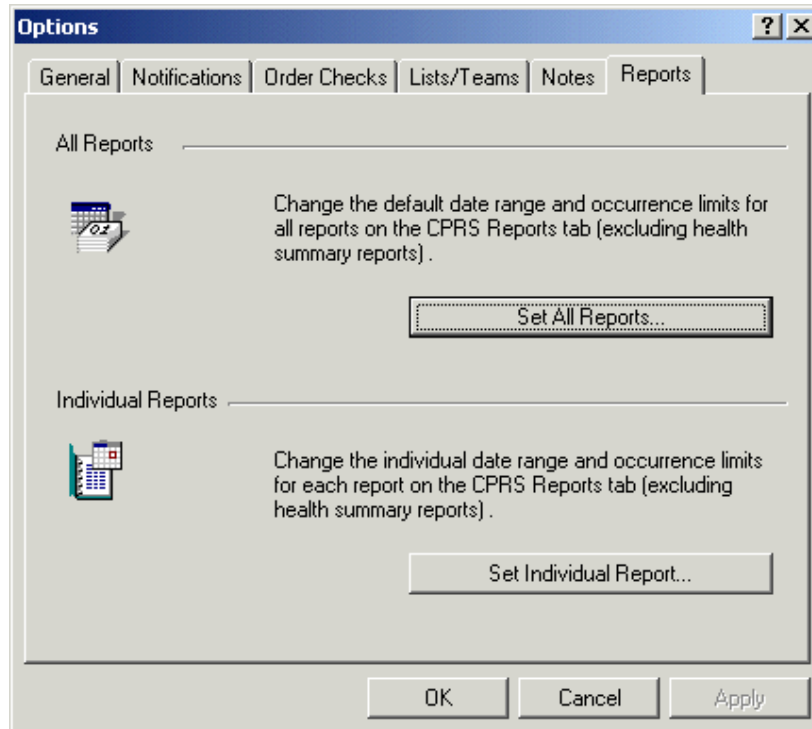 Options
General Notifications Order Checks Lists/Teams Notes Reports
All Reports
Change the default date range and occurrence limits for
all reports on the CPRS Reports tab (excluding health
summary reports) .
Set All Reports...
Individual Reports
Change the individual date range and occurrence limits
for each report on the CPRS Reports tab (excluding
health summary reports) .
Set Individual Report...
OK Cancel Apply